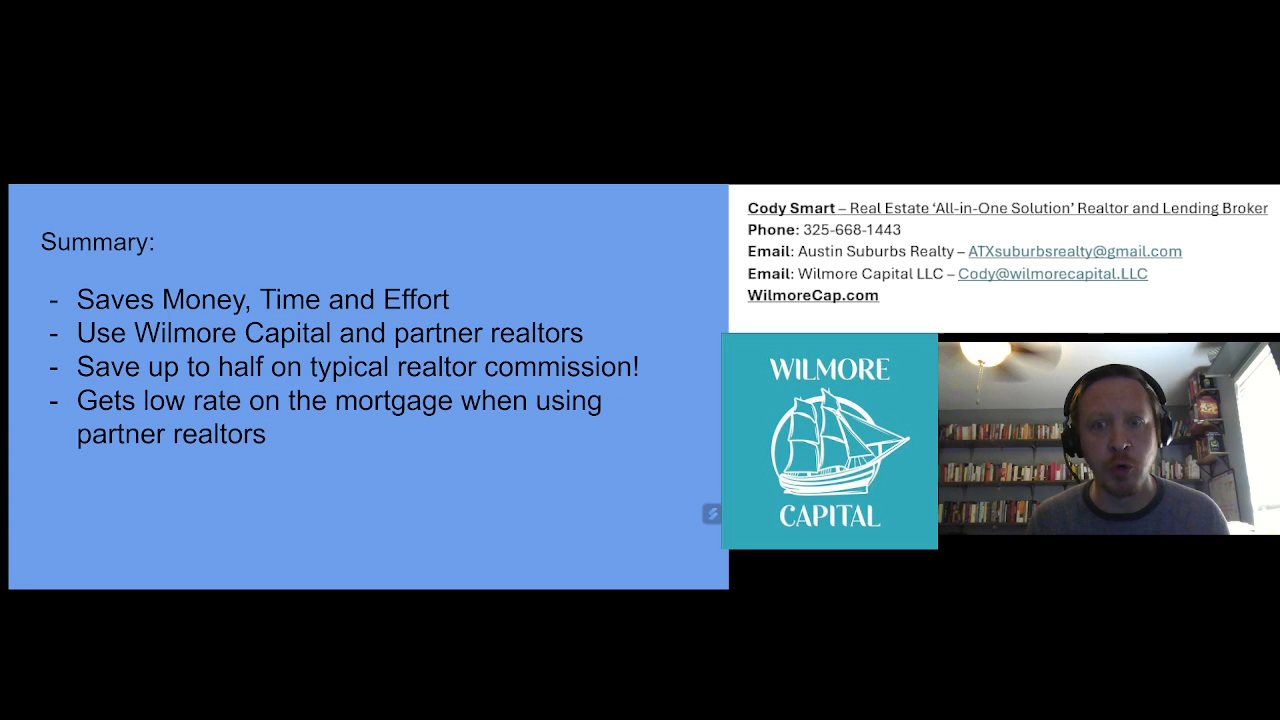 Summary:
- Saves Money, Time and Effort
- Use Wilmore Capital and partner realtors
- Save up to half on typical realtor commission!
- Gets low rate on the mortgage when using
partner realtors
Cody Smart – Real Estate ‘All-in-One Solution’ Realtor and Lending Broker
Phone: 325-668-1443
Email: Austin Suburbs Realty – ATXsuburbsrealty@gmail.com
Email: Wilmore Capital LLC – Cody@wilmorecapital.LLC
WilmoreCap.com
WILMORE
CAPITAL